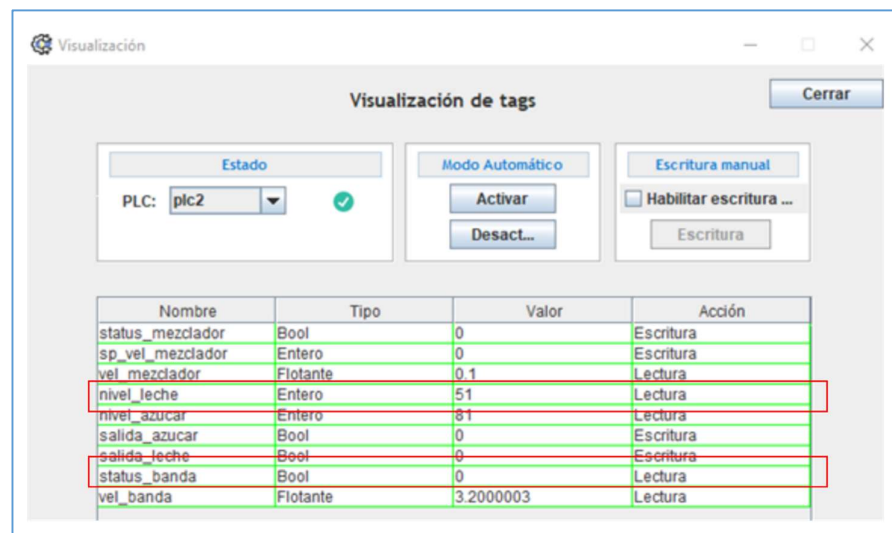 Visualización
Visualización de tags
Cerrar
Estado
Modo Automático
Escritura manual
PLC: plc2
Activar
Habilitar escritura ...
Desact...
Escritura
Nombre Tipo Valor Acción
status_mezclador Bool 0 Escritura
sp_vel_mezclador Entero 0 Escritura
vel_mezclador Flotante 0.1 Lectura
nivel_leche Entero 51 Lectura
nivel_azucar Entero 81 Lectura
salida_azucar Bool 0 Escritura
salida_leche Bool 0 Escritura
status_banda Bool 0 Lectura
vel_banda Flotante 3.2000003 Lectura